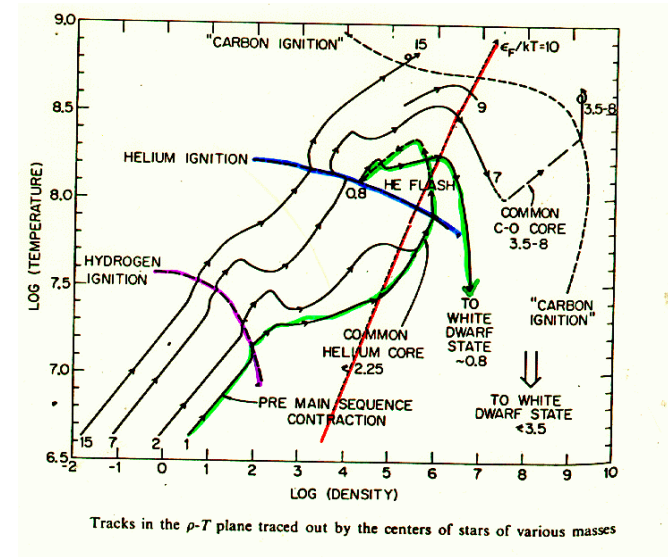 9.0
8.5
8.0
7.5
7.0
6.5
LOG (TEMPERATURE)
"CARBON IGNITION"
15
ϵF/kT=10
9
3.5-8
HELIUM IGNITION
0.8
HE FLASH
7
COMMON
C-O CORE
3.5-8
HYDROGEN
IGNITION
TO
WHITE
DWARF
STATE
~0.8
"CARBON
IGNITION"
COMMON
HELIUM CORE
≤2.25
PRE MAIN SEQUENCE
CONTRACTION
TO WHITE
DWARF STATE
≤3.5
15 7 2 1
-2 -1 0 1 2 3 4 5 6 7 8 9 10
LOG (DENSITY)
Tracks in the ρ-T plane traced out by the centers of stars of various masses